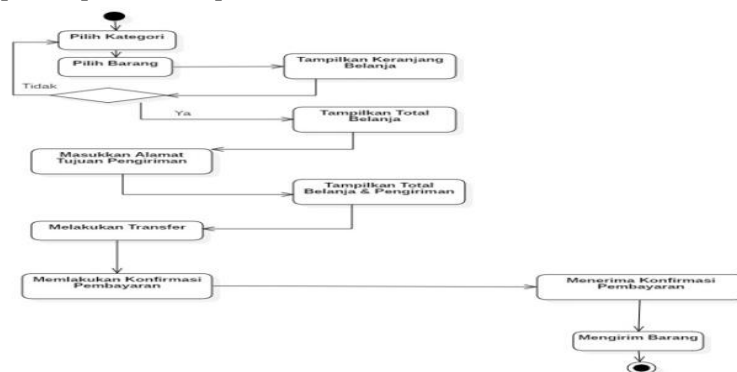 Pilih Kategori
Pilih Barang
Tampilkan Keranjang
Belanja
Tidak
Ya
Tampilkan Total
Belanja
Masukkan Alamat
Tujuan Pengiriman
Tampilkan Total
Belanja & Pengiriman
Melakukan Transfer
Memlakukan Konfirmasi
Pembayaran
Menerima Konfirmasi
Pembayaran
Mengirim Barang